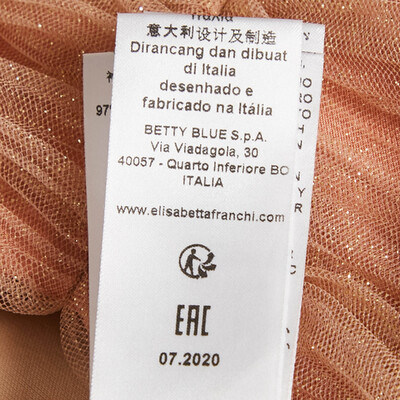 意大利设计及制造
Dirancang dan dibuat
di Italia
desenhado e
fabricado na Itália
BETTY BLUE S.p.A.
Via Viadagola, 30
40057 - Quarto Inferiore BO
ITALIA
www.elisabettafranchi.com
EAC
07.2020